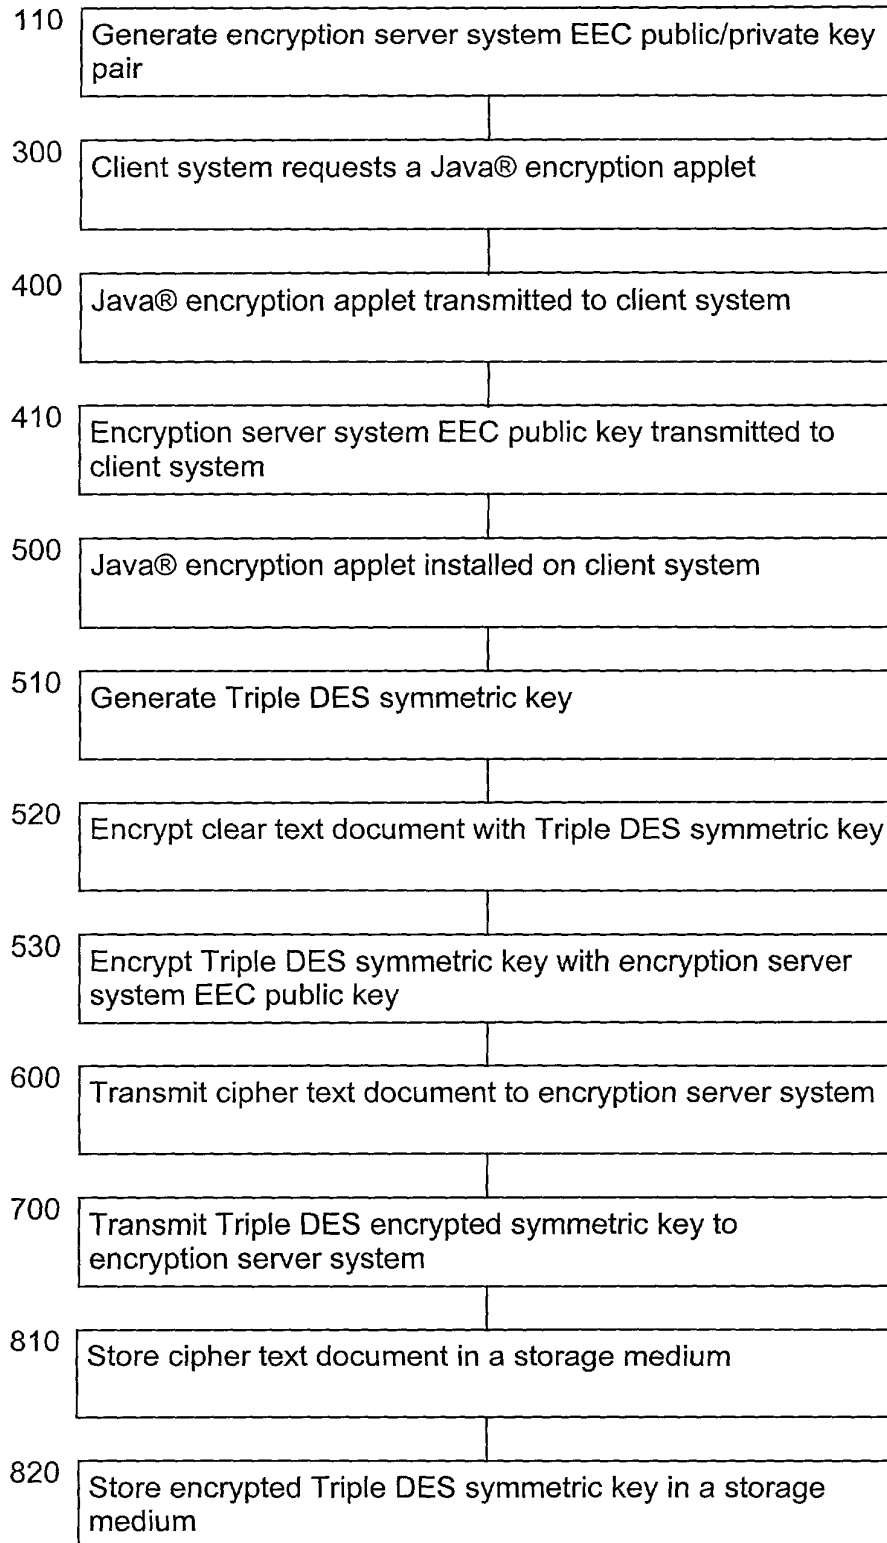 110
Generate encryption server system EEC public/private key
pair
300
Client system requests a Java® encryption applet
400
Java® encryption applet transmitted to client system
410
Encryption server system EEC public key transmitted to
client system
500
Java® encryption applet installed on client system
510
Generate Triple DES symmetric key
520
Encrypt clear text document with Triple DES symmetric key
530
Encrypt Triple DES symmetric key with encryption server
system EEC public key
600
Transmit cipher text document to encryption server system
700
Transmit Triple DES encrypted symmetric key to
encryption server system
810
Store cipher text document in a storage medium
820
Store encrypted Triple DES symmetric key in a storage
medium